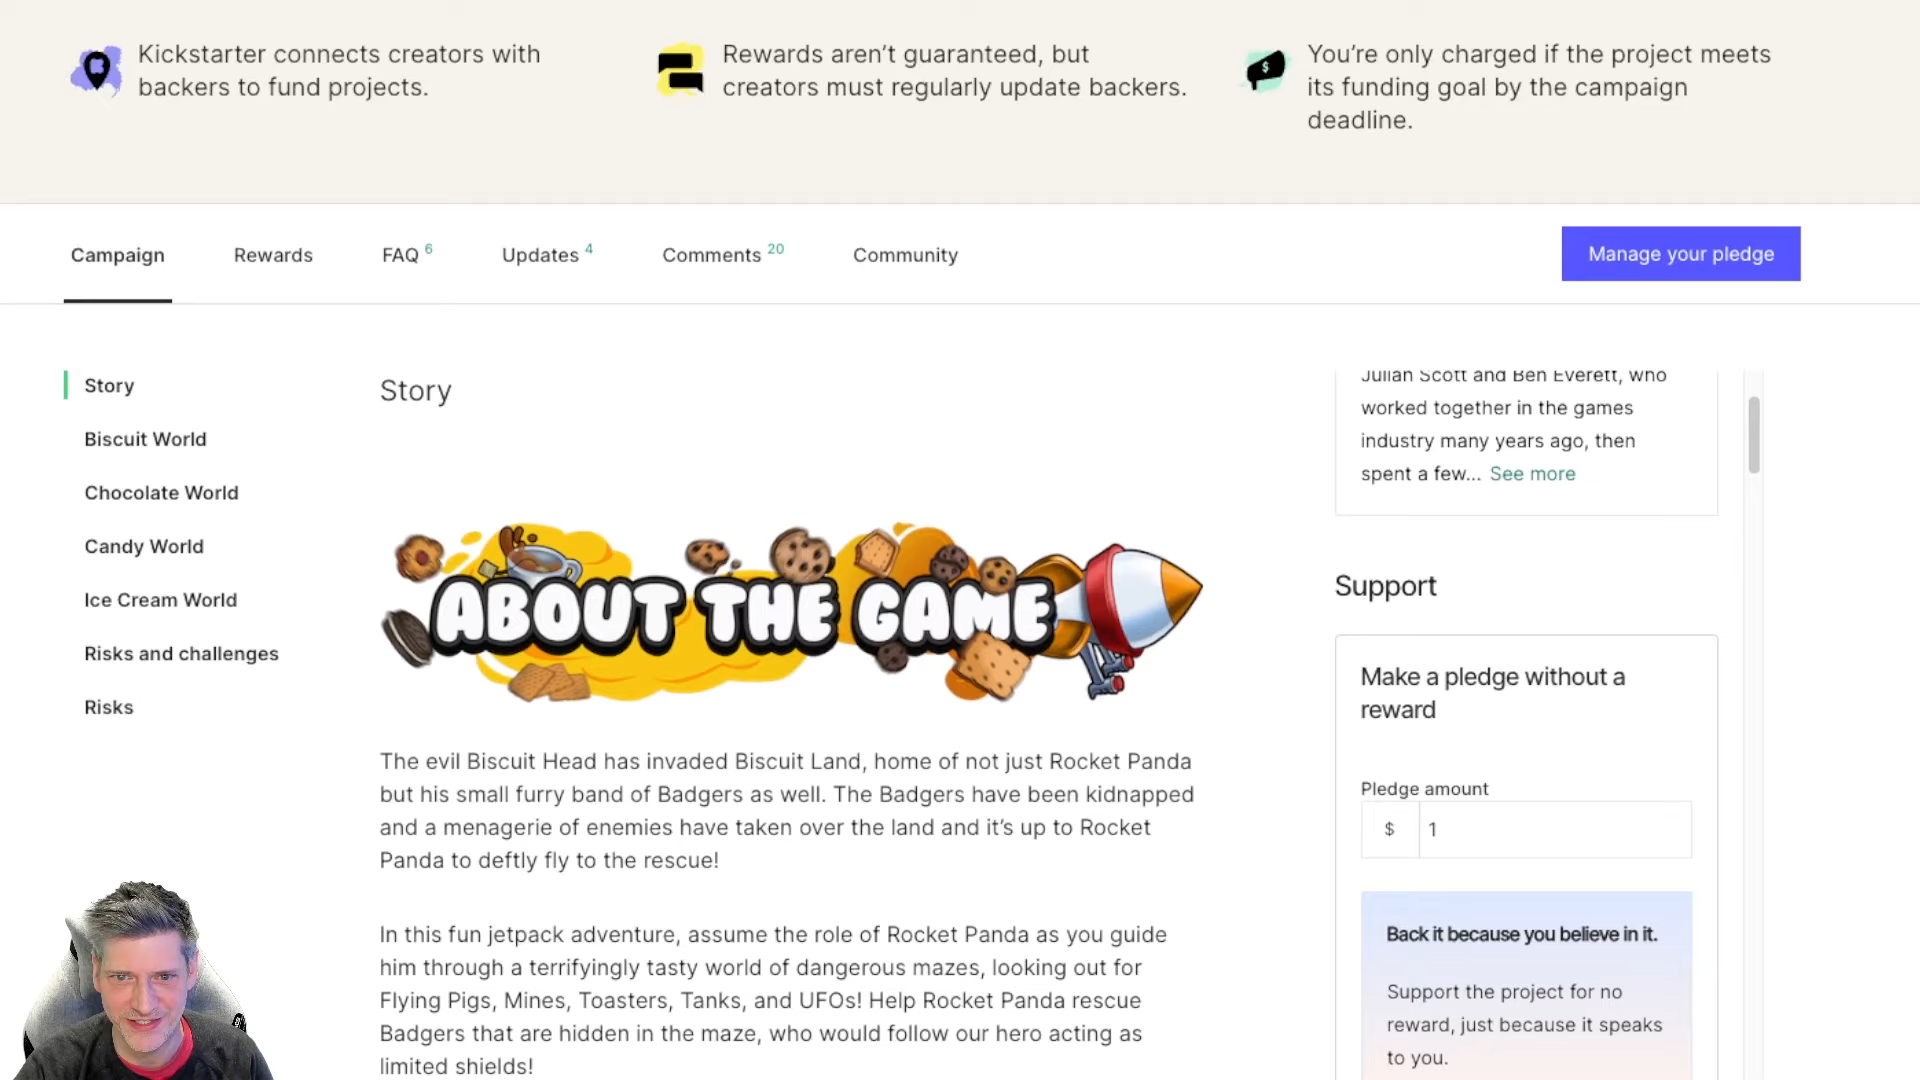 Kickstarter connects creators with
backers to fund projects.
Rewards aren’t guaranteed, but
creators must regularly update backers.
You’re only charged if the project meets
its funding goal by the campaign
deadline.
Campaign
Rewards
FAQ 6
Updates 4
Comments 20
Community
Manage your pledge
Story
Biscuit World
Chocolate World
Candy World
Ice Cream World
Risks and challenges
Risks
Story
ABOUT THE GAME
The evil Biscuit Head has invaded Biscuit Land, home of not just Rocket Panda
but his small furry band of Badgers as well. The Badgers have been kidnapped
and a menagerie of enemies have taken over the land and it’s up to Rocket
Panda to deftly fly to the rescue!
In this fun jetpack adventure, assume the role of Rocket Panda as you guide
him through a terrifyingly tasty world of dangerous mazes, looking out for
Flying Pigs, Mines, Toasters, Tanks, and UFOs! Help Rocket Panda rescue
Badgers that are hidden in the maze, who would follow our hero acting as
limited shields!
Julian Scott and Ben Everett, who
worked together in the games
industry many years ago, then
spent a few... See more
Support
Make a pledge without a
reward
Pledge amount
$ 1
Back it because you believe in it.
Support the project for no
reward, just because it speaks
to you.